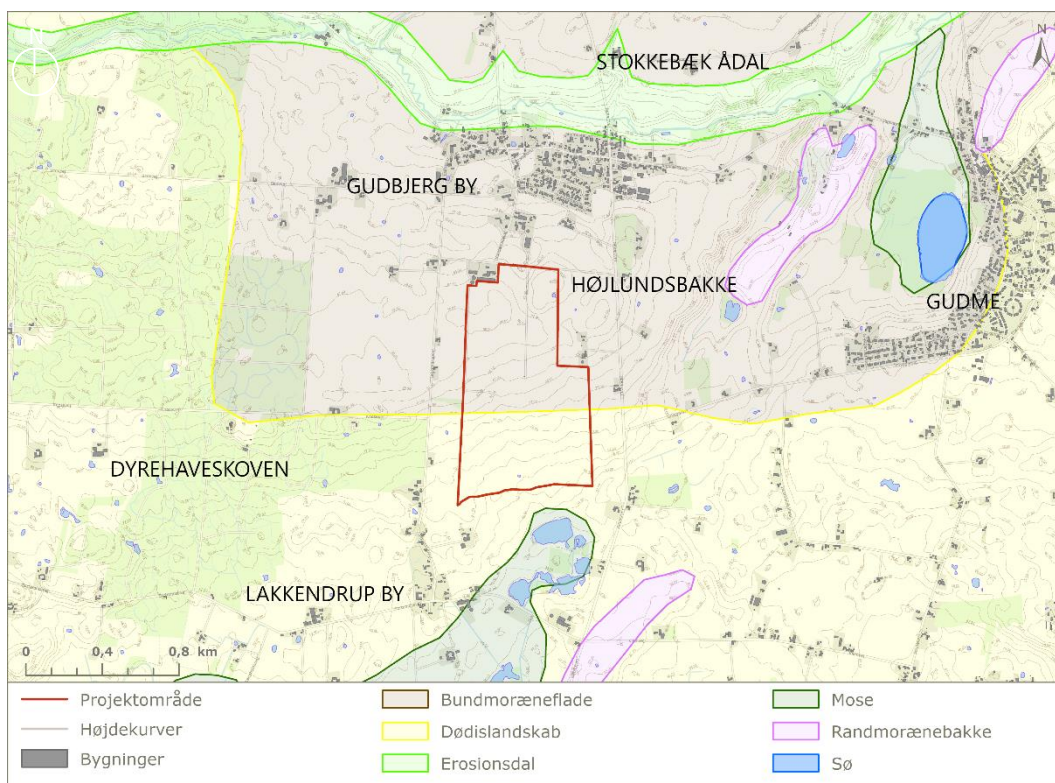 N
N
STOKKEBÆK ÅDAL
GUDBJERG BY
HØJLUNDSBAKKE
GUDME
DYREHAVESKOVEN
LAKKENDRUP BY
0 0,4 0,8 km
Projektområde
Højdekurver
Bygninger
Bundmoræneflade
Dødislandskab
Erosionsdal
Mose
Randmorænebakke
Sø